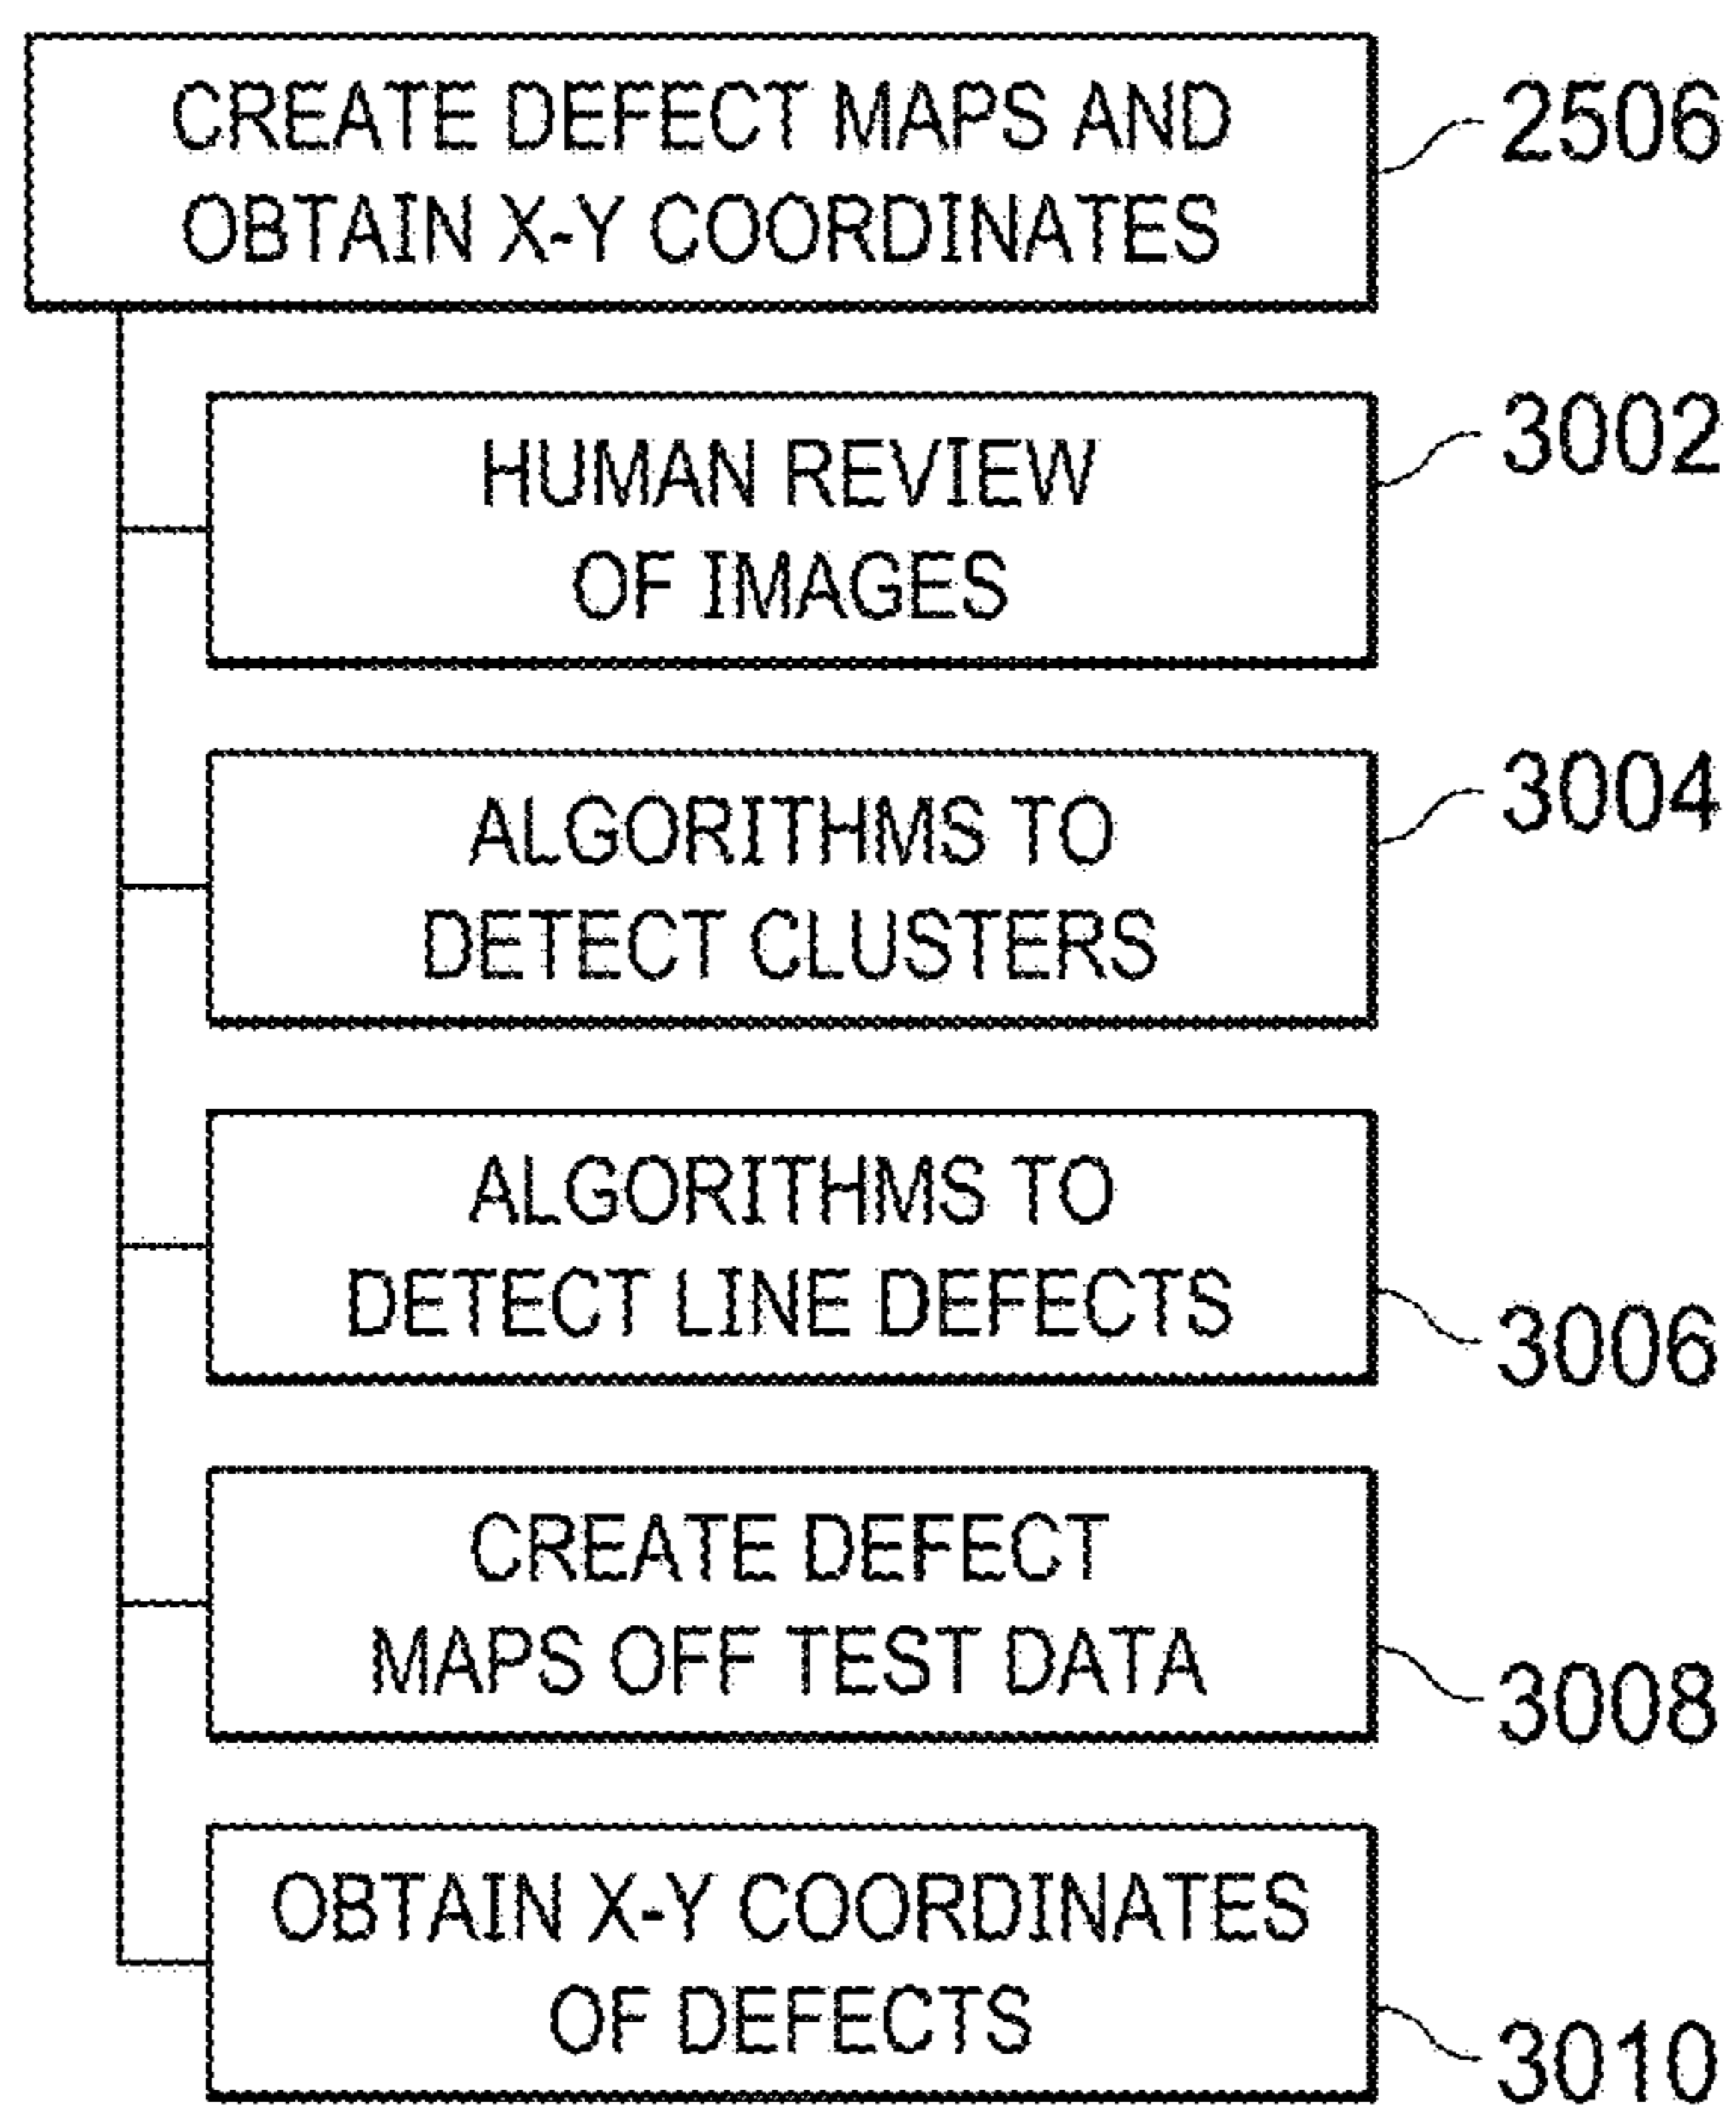 CREATE DEFECT MAPS AND
OBTAIN X-Y COORDINATES
2506
HUMAN REVIEW
OF IMAGES
3002
ALGORITHMS TO
DETECT CLUSTERS
3004
ALGORITHMS TO
DETECT LINE DEFECTS
3006
CREATE DEFECT
MAPS OFF TEST DATA
3008
OBTAIN X-Y COORDINATES
OF DEFECTS
3010